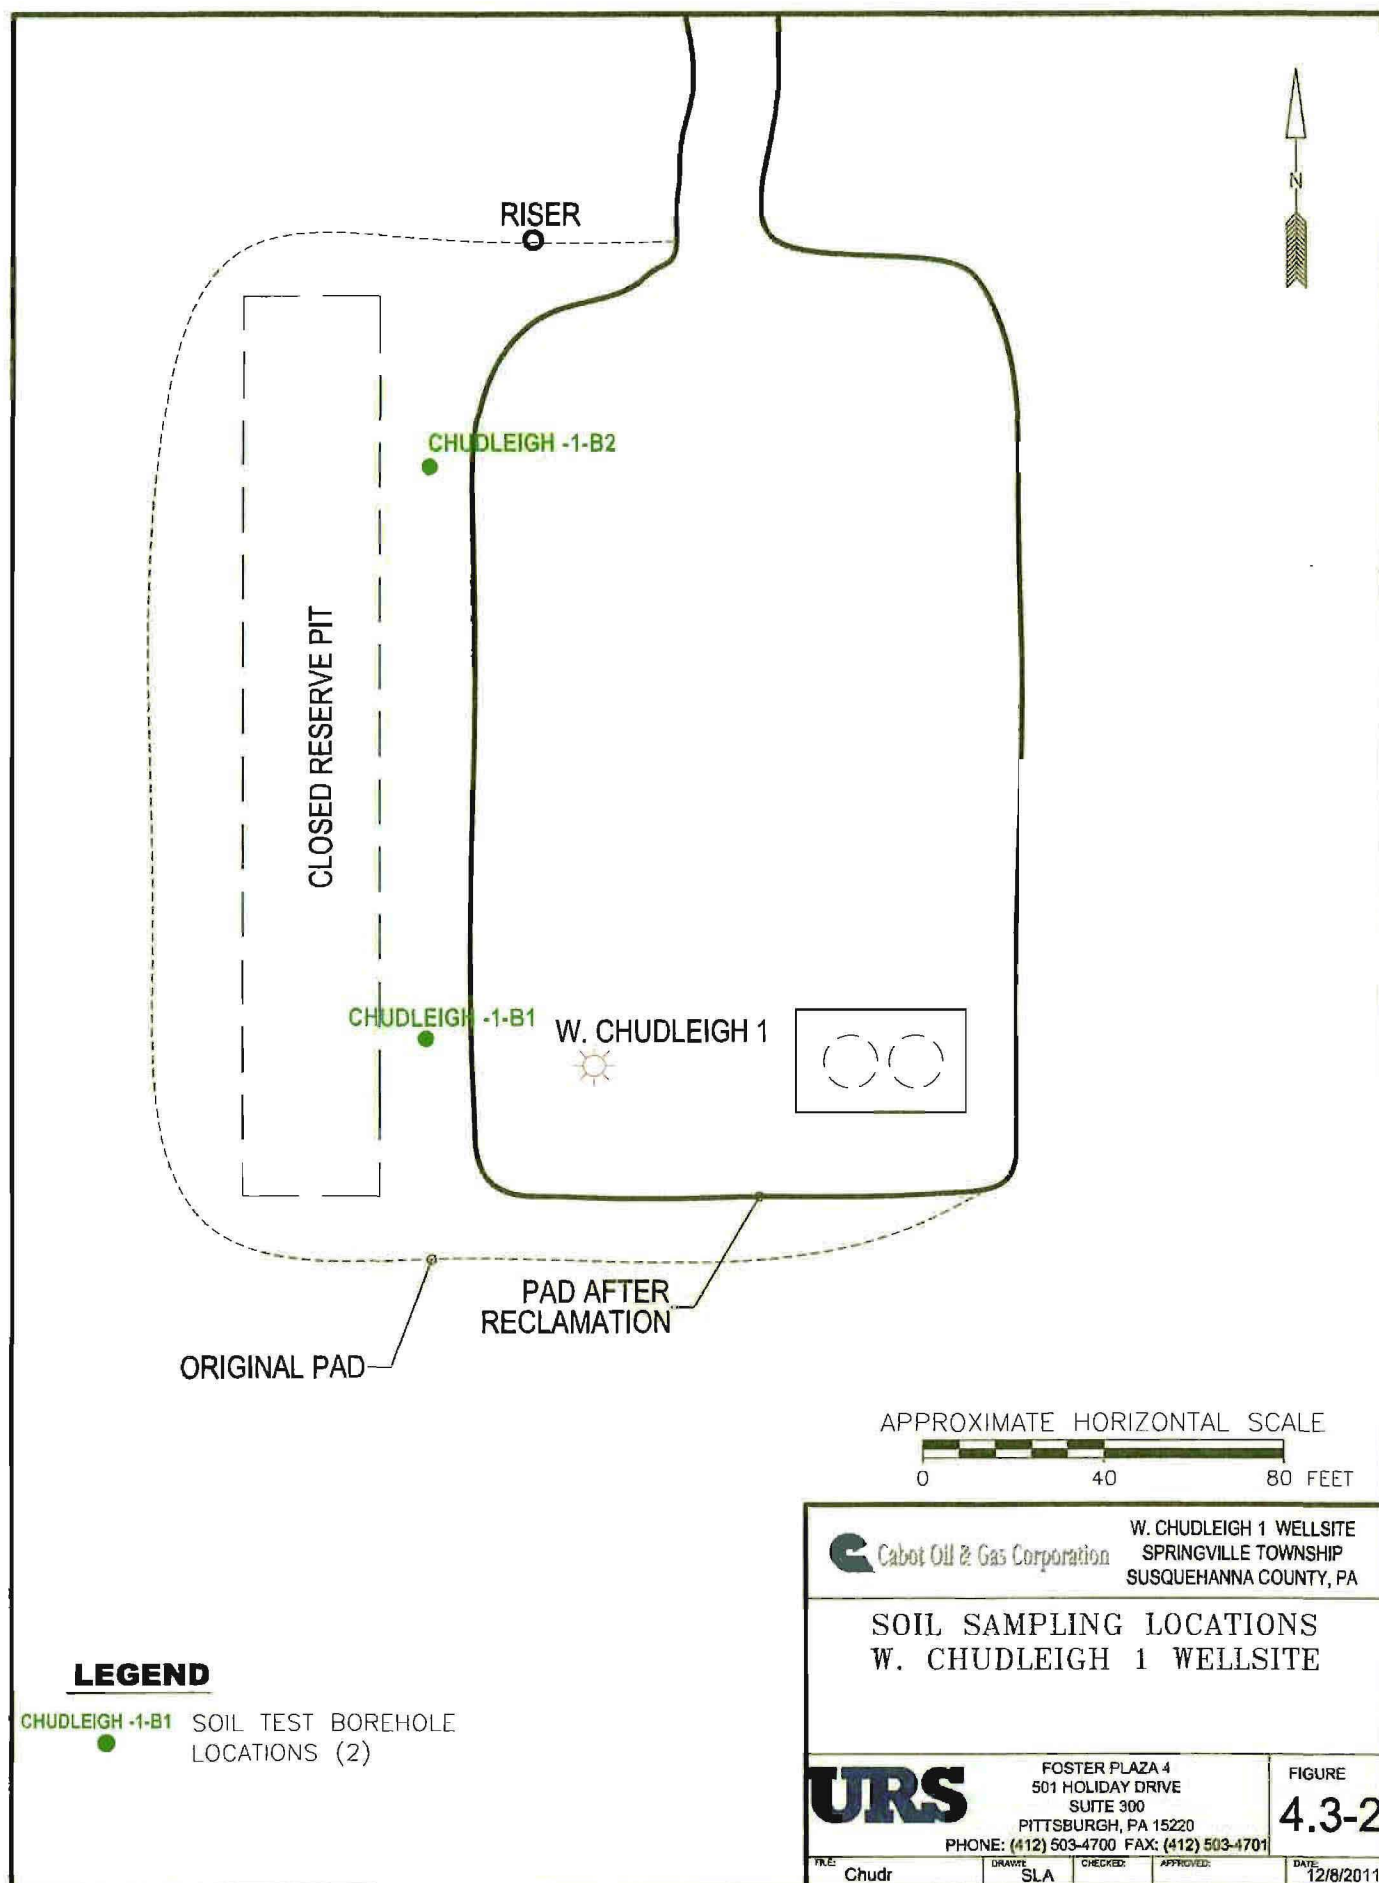 N
RISER
CHUDLEIGH -1-B2
CLOSED RESERVE PIT
CHUDLEIGH -1-B1
W. CHUDLEIGH 1
PAD AFTER
RECLAMATION
ORIGINAL PAD
APPROXIMATE HORIZONTAL SCALE
0 40 80 FEET
Cabot Oil & Gas Corporation
W. CHUDLEIGH 1 WELLSITE
SPRINGVILLE TOWNSHIP
SUSQUEHANNA COUNTY, PA
SOIL SAMPLING LOCATIONS
W. CHUDLEIGH 1 WELLSITE
LEGEND
CHUDLEIGH -1-B1 SOIL TEST BOREHOLE
LOCATIONS (2)
URS
FOSTER PLAZA 4
501 HOLIDAY DRIVE
SUITE 300
PITTSBURGH, PA 15220
PHONE: (412) 503-4700 FAX: (412) 503-4701
FIGURE
4.3-2
FILE: Chudr
DRAWN: SLA
CHECKED:
APPROVED:
DATE: 12/8/2011